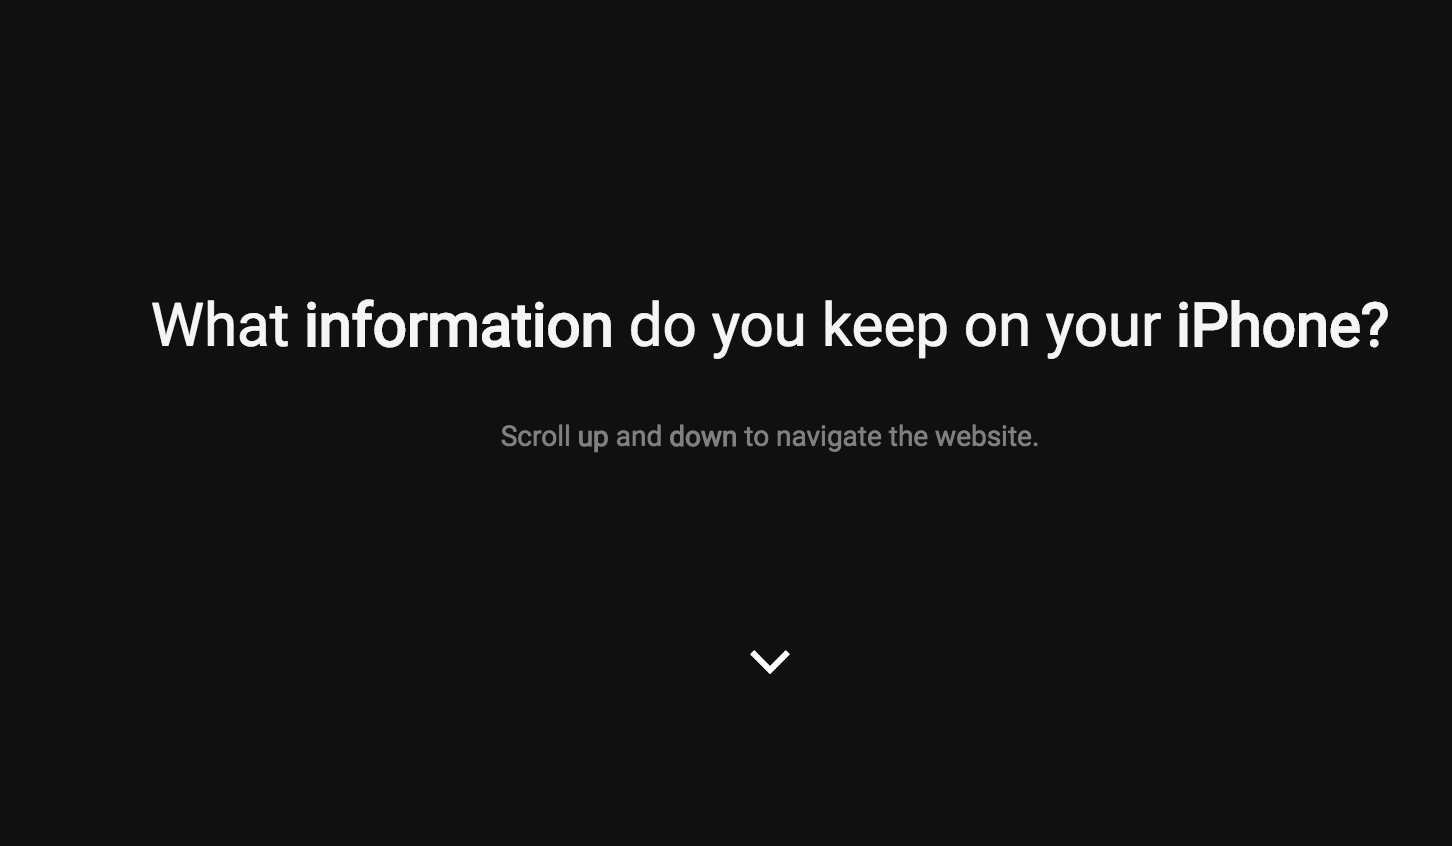 What information do you keep on your iPhone?
Scroll up and down to navigate the website.